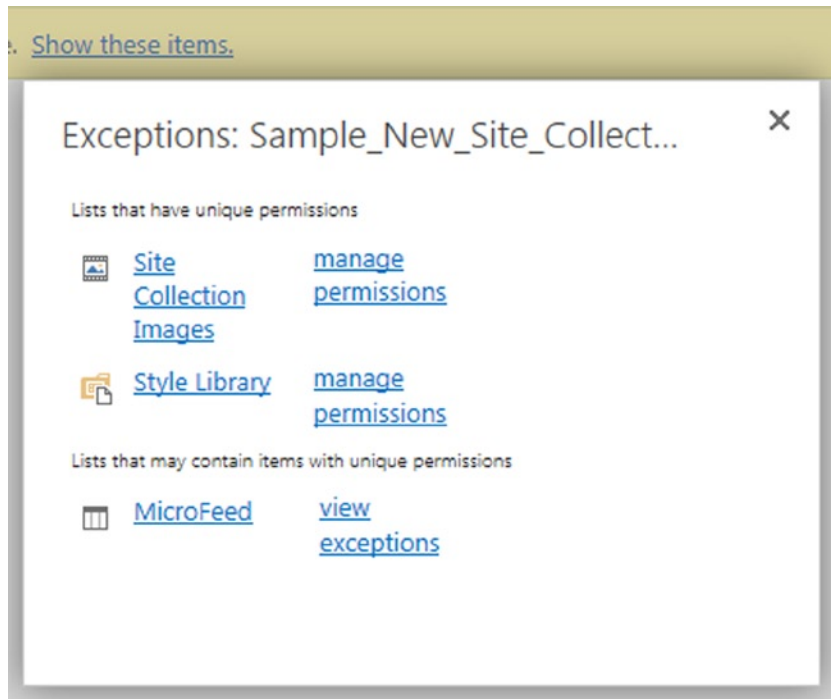 . Show these items.
Exceptions: Sample_New_Site_Collect...
Lists that have unique permissions
Site manage
Collection permissions
Images
Style Library manage
permissions
Lists that may contain items with unique permissions
MicroFeed view
exceptions